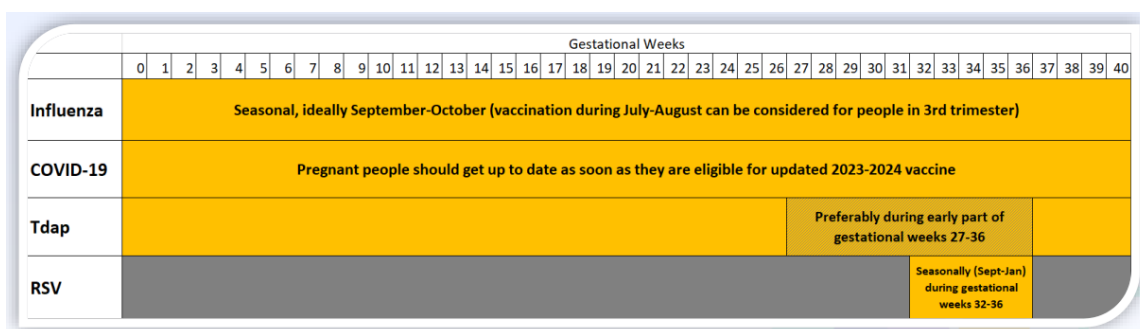 Gestational Weeks
0 1 2 3 4 5 6 7 8 9 10 11 12 13 14 15 16 17 18 19 20 21 22 23 24 25 26 27 28 29 30 31 32 33 34 35 36 37 38 39 40
Influenza
Seasonal, ideally September-October (vaccination during July-August can be considered for people in 3rd trimester)
COVID-19
Pregnant people should get up to date as soon as they are eligible for updated 2023-2024 vaccine
Tdap
Preferably during early part of
gestational weeks 27-36
RSV
Seasonally (Sept-Jan)
during gestational
weeks 32-36